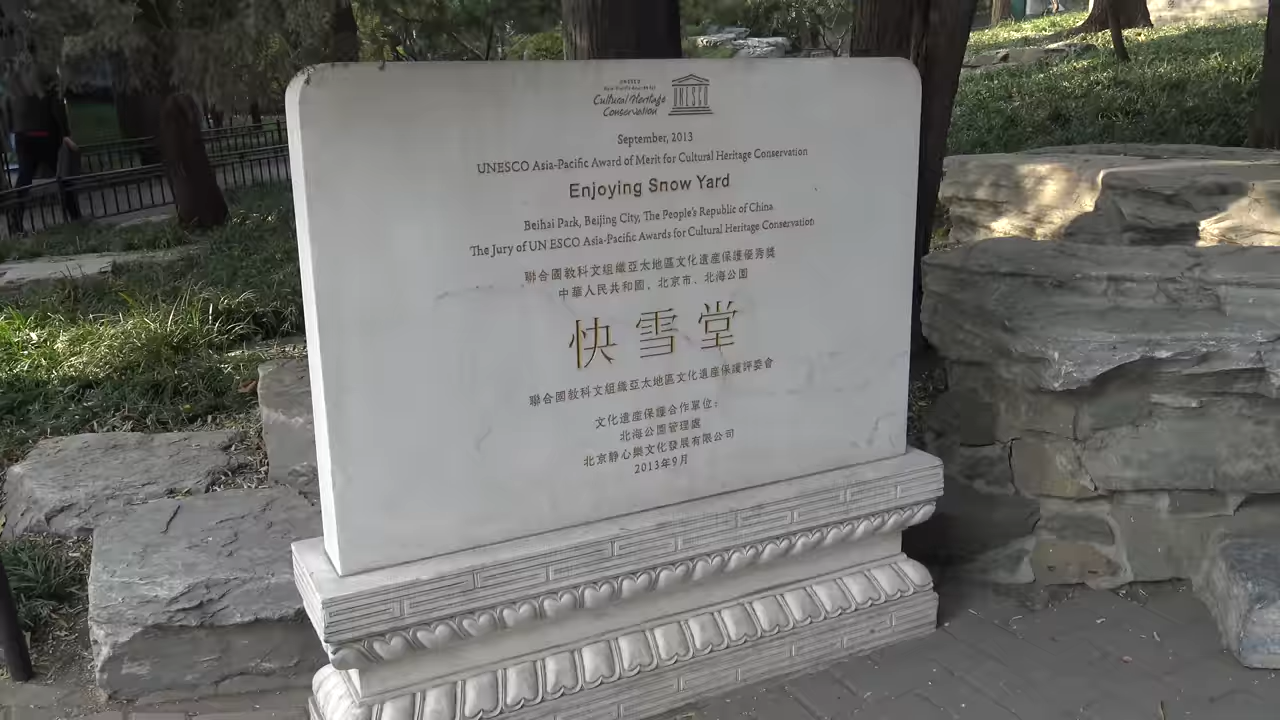 UNESCO
Asia-Pacific Awards for
Cultural Heritage
Conservation
UNESCO
September, 2013
UNESCO Asia-Pacific Award of Merit for Cultural Heritage Conservation
Enjoying Snow Yard
Beihai Park, Beijing City, The People's Republic of China
The Jury of UN ESCO Asia-Pacific Awards for Cultural Heritage Conservation
聯合國教科文組織亞太地區文化遺産保護優秀獎
中華人民共和國、北京市、北海公園
快雪堂
聯合國教科文組織亞太地區文化遺産保護評委會
文化遺産保護合作單位：
北海公園管理處
北京靜心樂文化發展有限公司
2013年9月